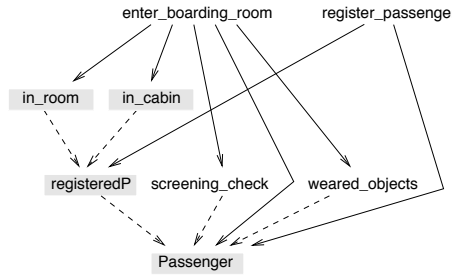 enter_boarding_room register_passenge
in_room in_cabin
registeredP screening_check weared_objects
Passenger